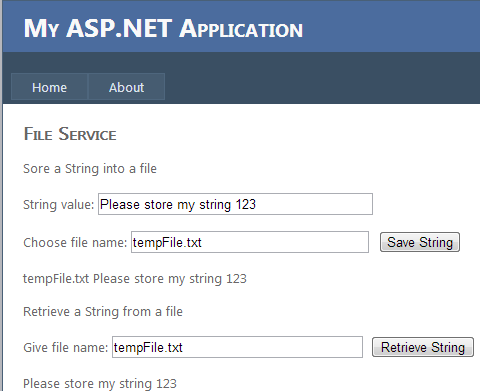 My ASP.NET Application
Home About
File Service
Sore a String into a file
String value: Please store my string 123
Choose file name: tempFile.txt Save String
tempFile.txt Please store my string 123
Retrieve a String from a file
Give file name: tempFile.txt Retrieve String
Please store my string 123